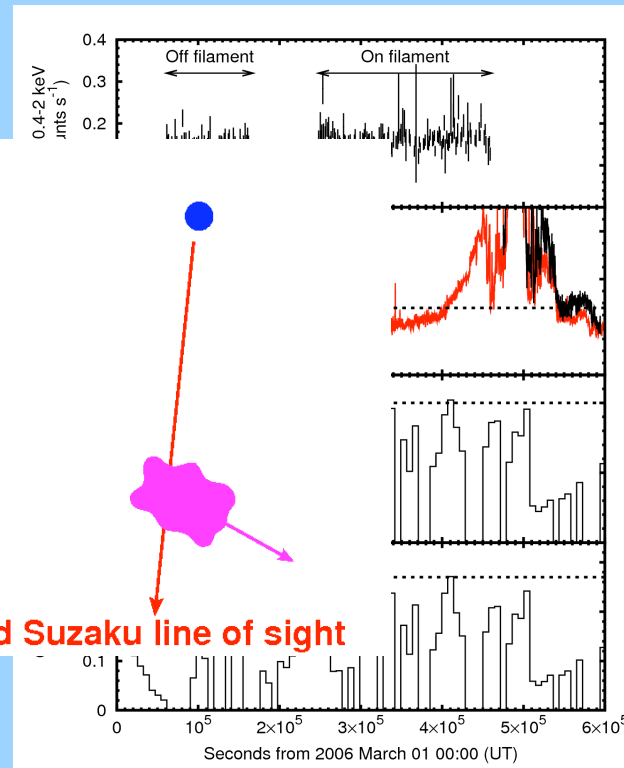 0.4
Off filament
On filament
0.3
0.4-2 keV
unts s⁻¹)
0.2
d Suzaku line of sight
0.1
0
0 10⁵ 2×10⁵ 3×10⁵ 4×10⁵ 5×10⁵ 6×10⁵
Seconds from 2006 March 01 00:00 (UT)